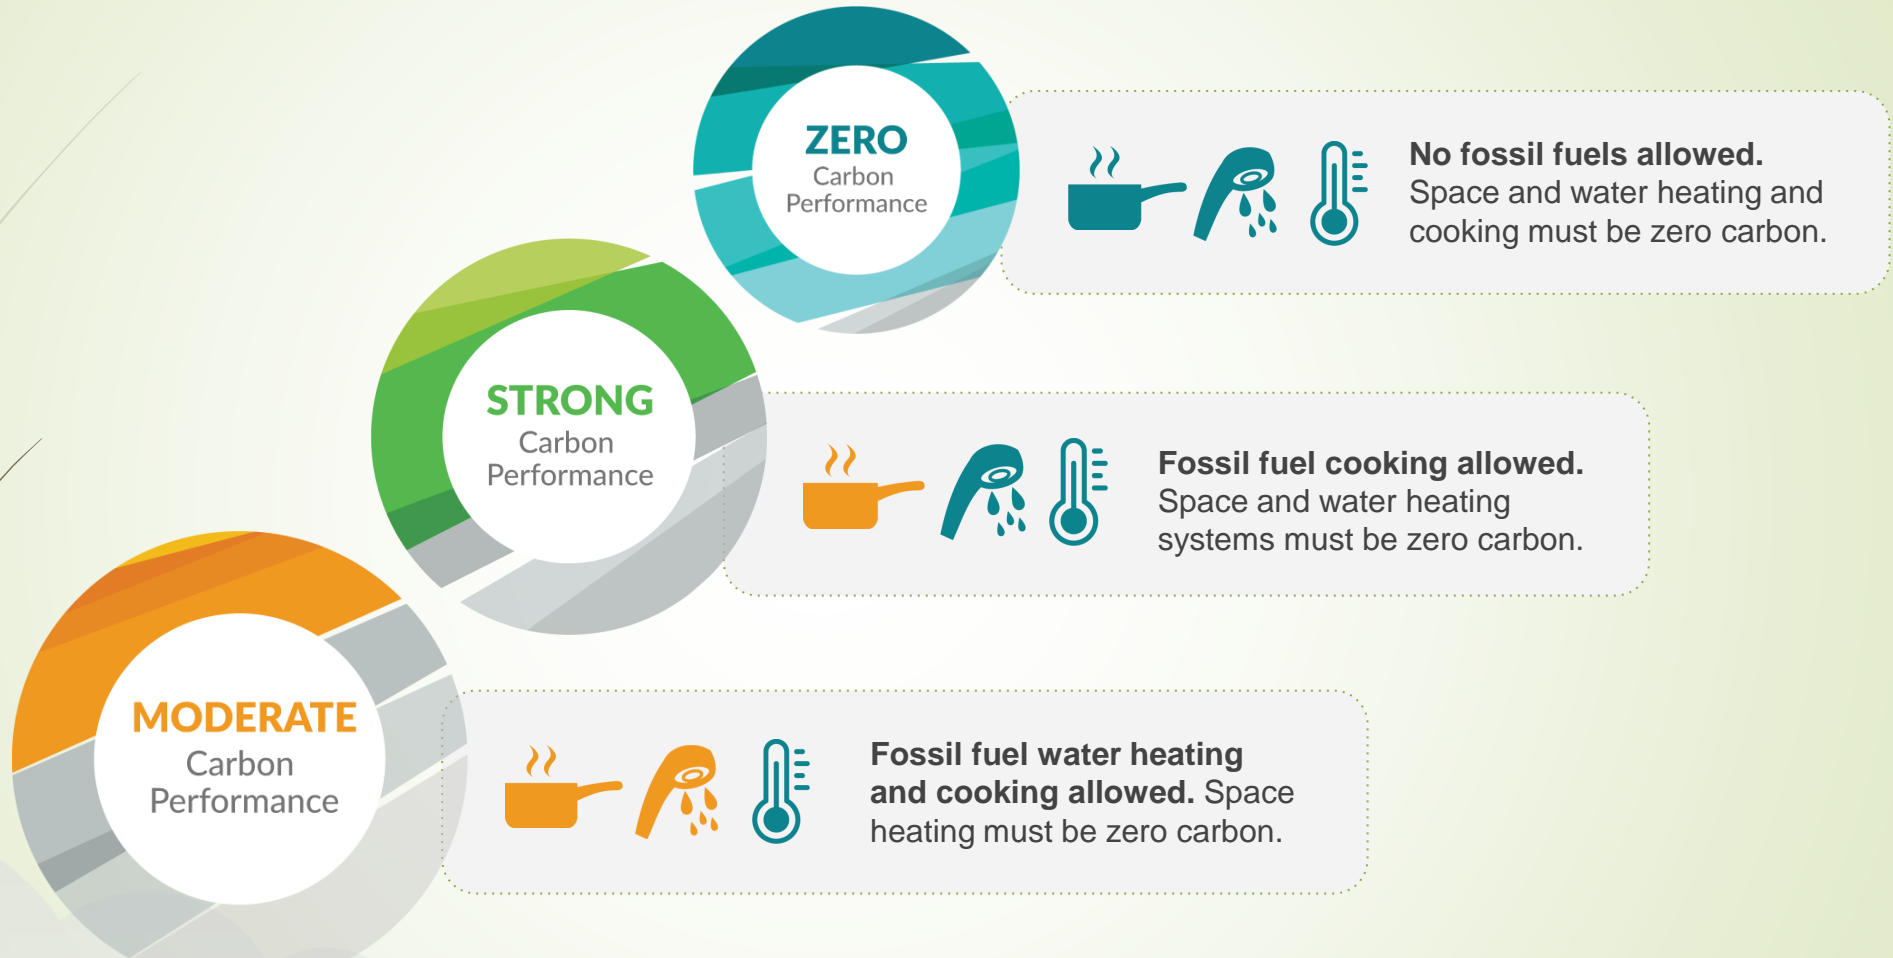 ZERO
Carbon
Performance
No fossil fuels allowed.
Space and water heating and
cooking must be zero carbon.
STRONG
Carbon
Performance
Fossil fuel cooking allowed.
Space and water heating
systems must be zero carbon.
MODERATE
Carbon
Performance
Fossil fuel water heating
and cooking allowed. Space
heating must be zero carbon.